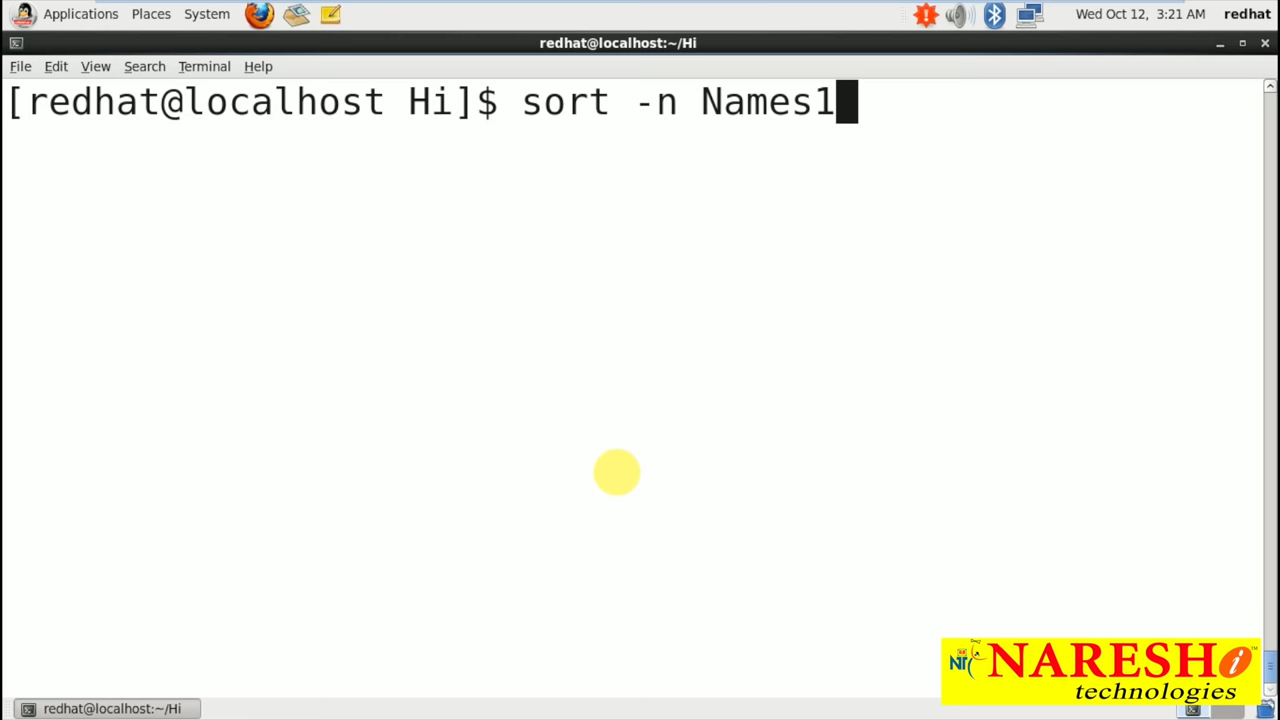 Applications Places System
Wed Oct 12, 3:21 AM redhat
redhat@localhost:~/Hi
File Edit View Search Terminal Help
[redhat@localhost Hi]$ sort -n Names1
NARESH i
technologies
redhat@localhost:~/Hi